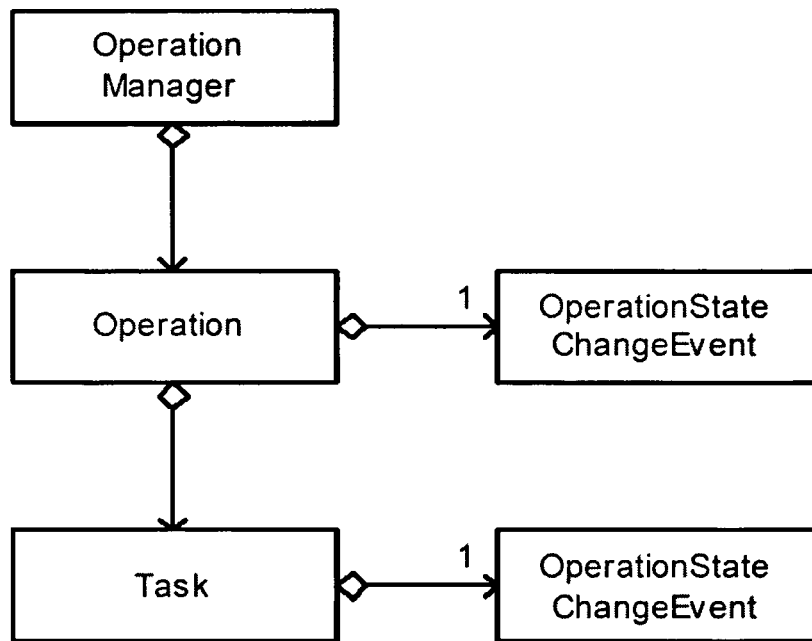 Operation
Manager
Operation
1
OperationState
ChangeEvent
Task
1
OperationState
ChangeEvent